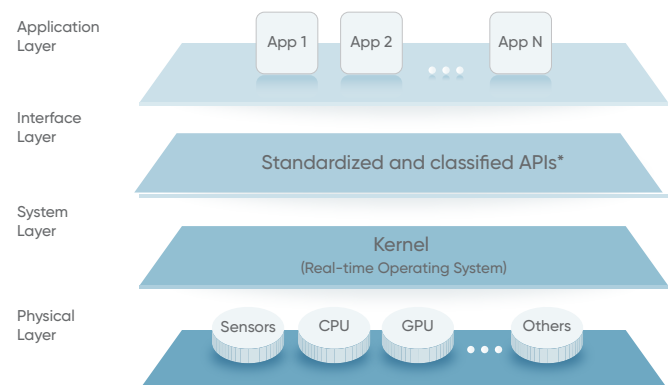 Application
Layer
App 1
App 2
App N
Interface
Layer
Standardized and classified APIs*
System
Layer
Kernel
(Real-time Operating System)
Physical
Layer
Sensors
CPU
GPU
Others